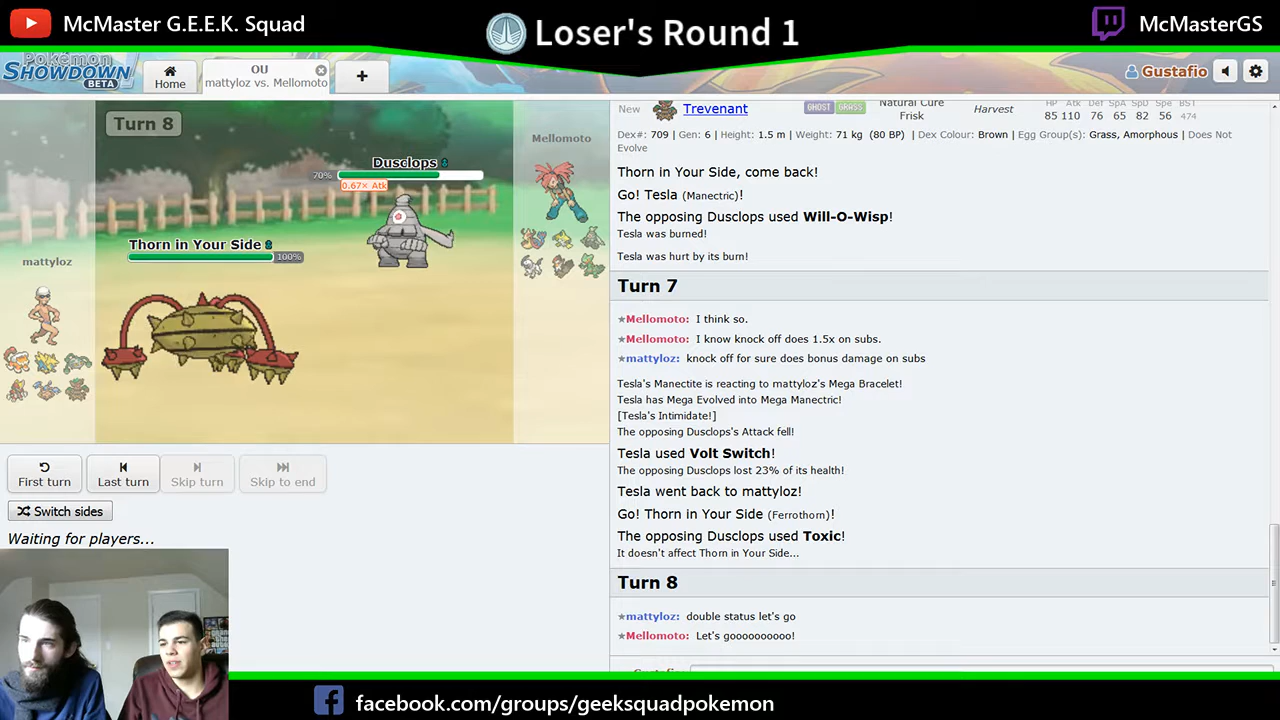 McMaster G.E.E.K. Squad
Loser's Round 1
McMasterGS
Pokémon
SHOWDOWN
BETA
Home
OU
mattyloz vs. Mellomoto
+
Gustafio
Turn 8
Mellomoto
Dusclops
70%
0.67× Atk
Thorn in Your Side
100%
mattyloz
First turn
Last turn
Skip turn
Skip to end
Switch sides
Waiting for players...
New Trevenant GHOST GRASS Natural Cure Frisk Harvest HP 85 Atk 110 Def 76 SpA 65 SpD 82 Spe 56 BST 474
Dex#: 709 | Gen: 6 | Height: 1.5 m | Weight: 71 kg (80 BP) | Dex Colour: Brown | Egg Group(s): Grass, Amorphous | Does Not
Evolve
Thorn in Your Side, come back!
Go! Tesla (Manectric)!
The opposing Dusclops used Will-O-Wisp!
Tesla was burned!
Tesla was hurt by its burn!
Turn 7
★Mellomoto: I think so.
★Mellomoto: I know knock off does 1.5x on subs.
★mattyloz: knock off for sure does bonus damage on subs
Tesla's Manectite is reacting to mattyloz's Mega Bracelet!
Tesla has Mega Evolved into Mega Manectric!
[Tesla's Intimidate!]
The opposing Dusclops's Attack fell!
Tesla used Volt Switch!
The opposing Dusclops lost 23% of its health!
Tesla went back to mattyloz!
Go! Thorn in Your Side (Ferrothorn)!
The opposing Dusclops used Toxic!
It doesn't affect Thorn in Your Side...
Turn 8
★mattyloz: double status let's go
★Mellomoto: Let's goooooooooo!
facebook.com/groups/geeksquadpokemon